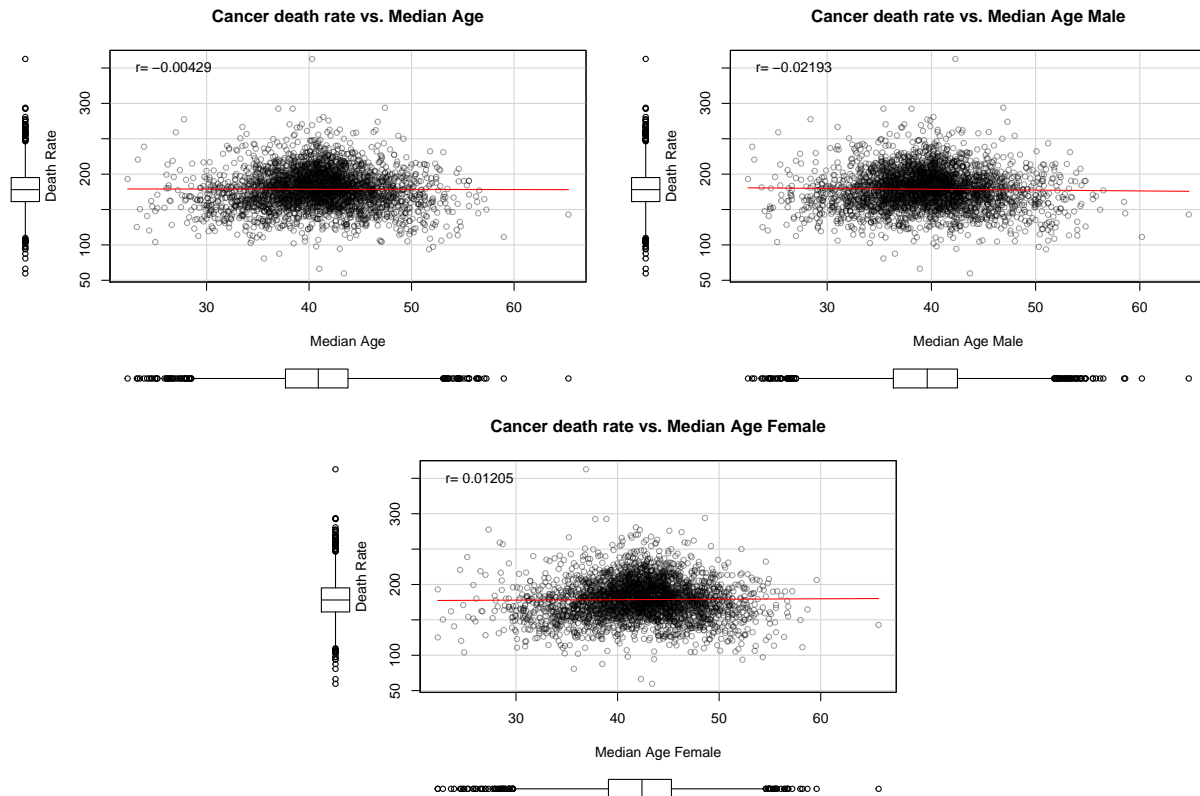 Cancer death rate vs. Median Age
r= −0.00429
Death Rate
50
100
200
300
30
40
50
60
Median Age
Cancer death rate vs. Median Age Male
r= −0.02193
Death Rate
50
100
200
300
30
40
50
60
Median Age Male
Cancer death rate vs. Median Age Female
r= 0.01205
Death Rate
50
100
200
300
30
40
50
60
Median Age Female